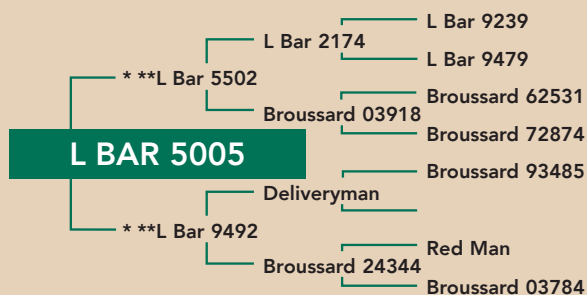 L Bar 9239
L Bar 2174
L Bar 9479
* **L Bar 5502
Broussard 62531
Broussard 03918
Broussard 72874
L BAR 5005
Broussard 93485
Deliveryman
* **L Bar 9492
Red Man
Broussard 24344
Broussard 03784